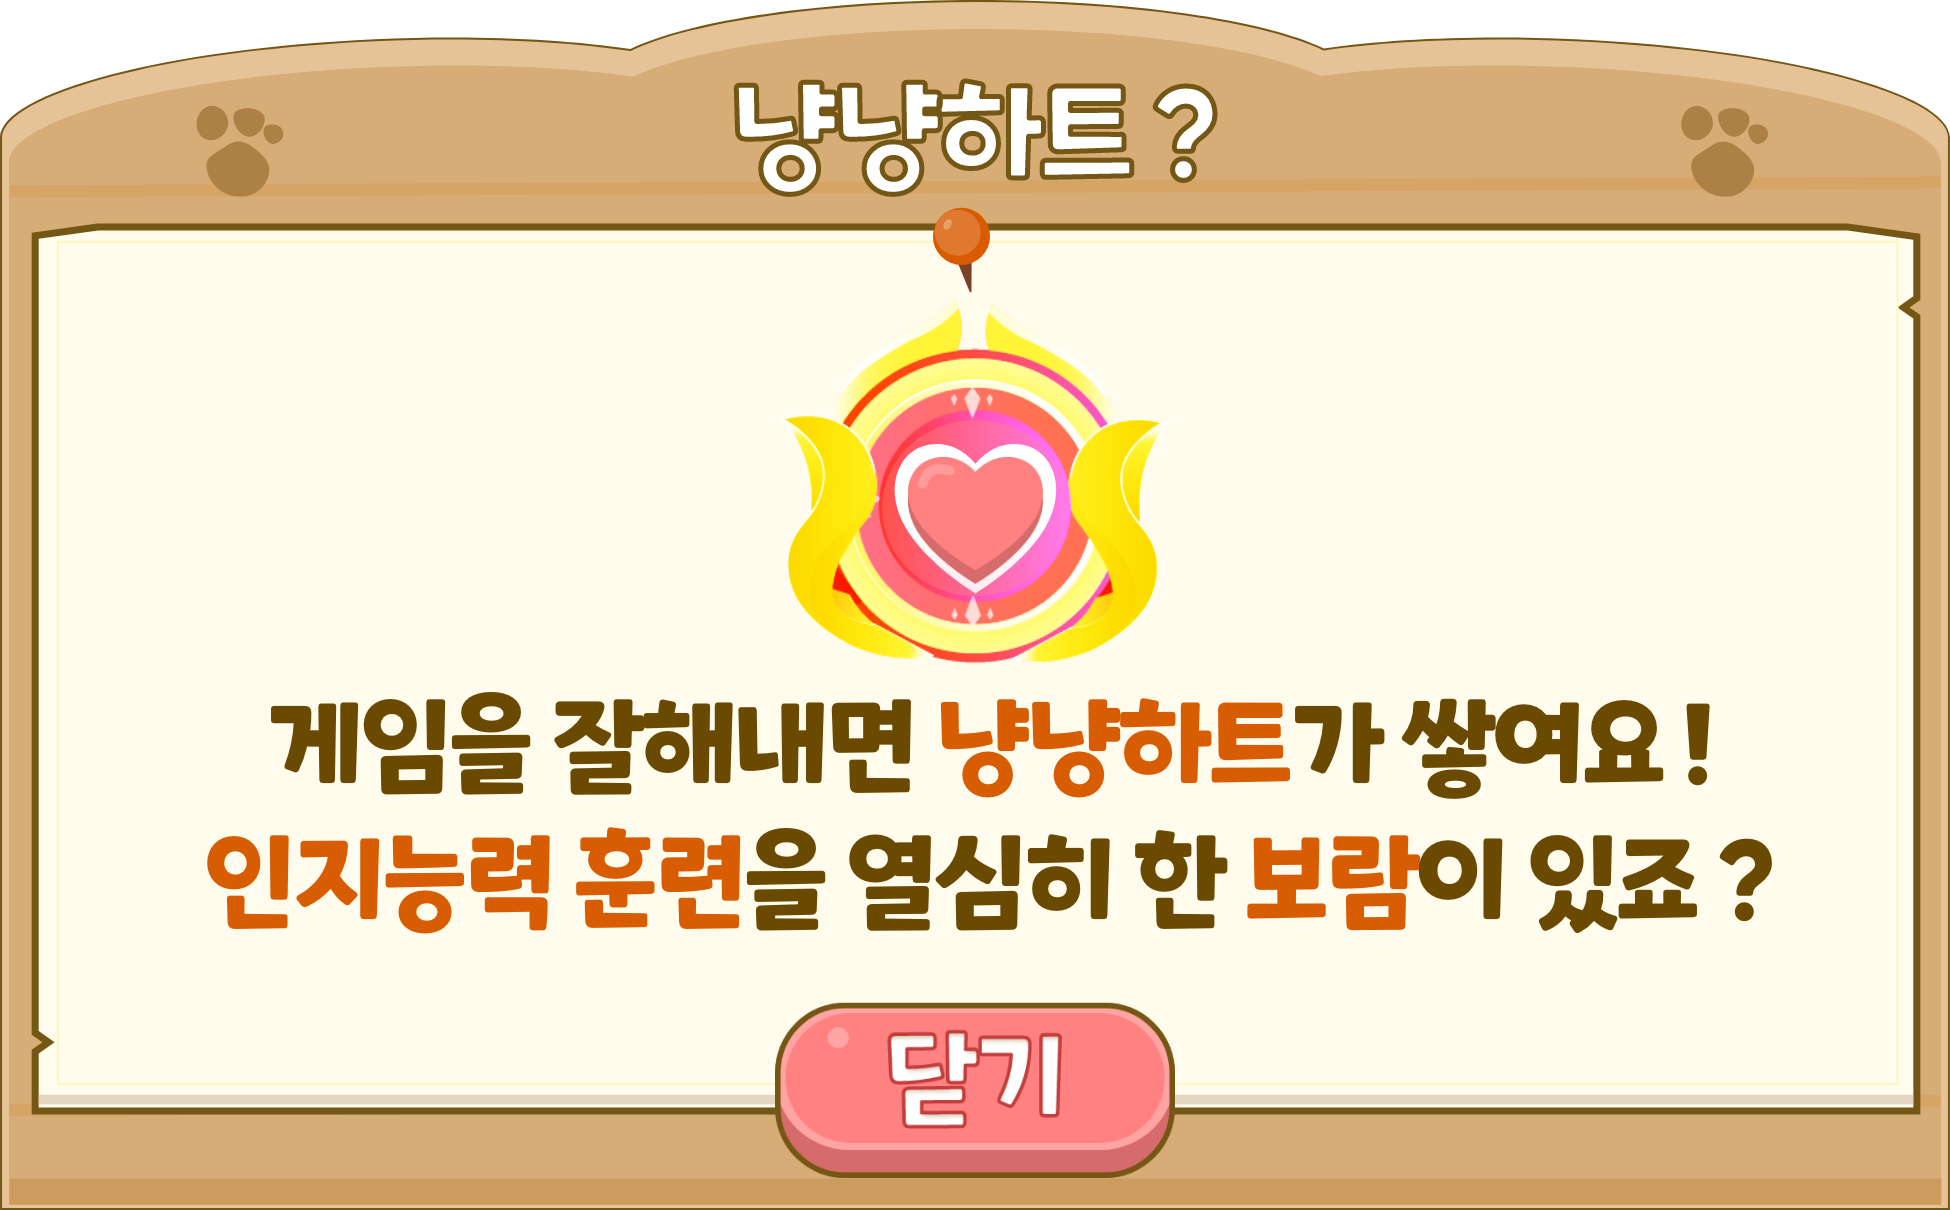 냥냥하트?
게임을 잘해내면 냥냥하트가 쌓여요!
인지능력 훈련을 열심히 한 보람이 있죠?
닫기